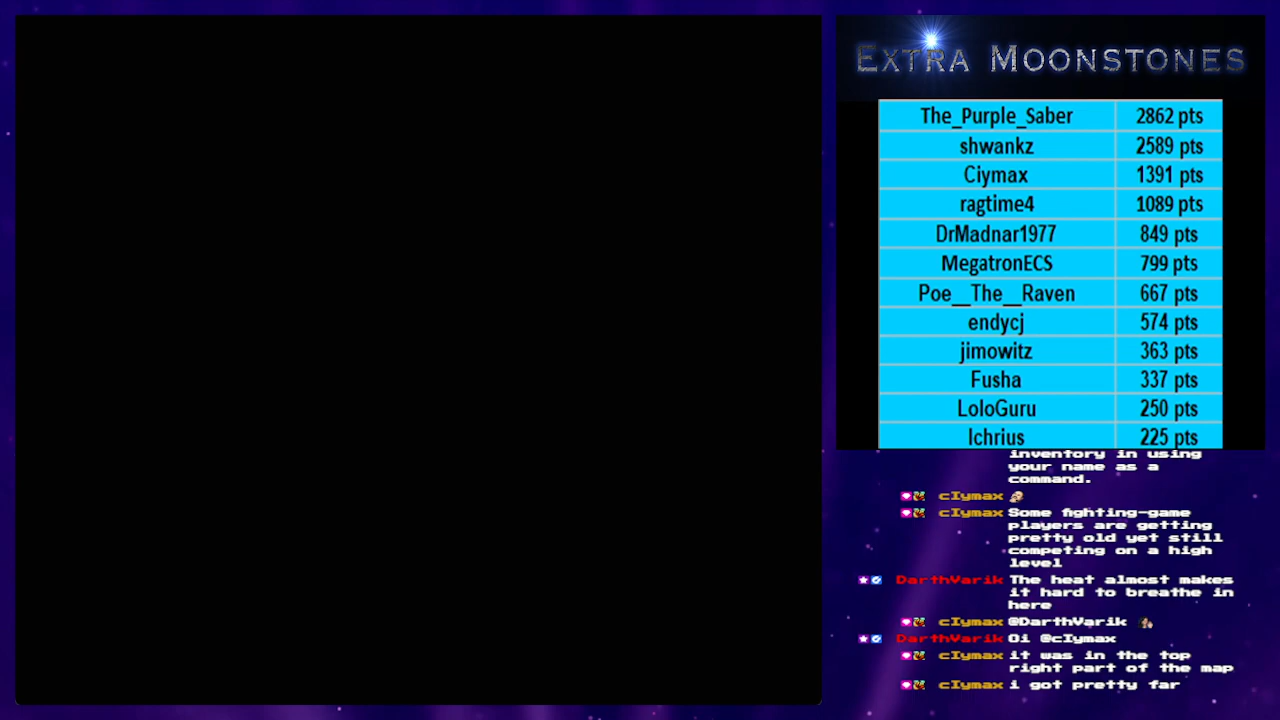 Extra Moonstones
The_Purple_Saber 2862 pts
shwankz 2589 pts
Ciymax 1391 pts
ragtime4 1089 pts
DrMadnar1977 849 pts
MegatronECS 799 pts
Poe__The__Raven 667 pts
endycj 574 pts
jimowitz 363 pts
Fusha 337 pts
LoloGuru 250 pts
Ichrius 225 pts
inventory in using
your name as a
command.
cIymax
cIymax Some fighting-game
players are getting
pretty old yet still
competing on a high
level
DarthVarik The heat almost makes
it hard to breathe in
here
cIymax @DarthVarik
DarthVarik Oi @cIymax
cIymax it was in the top
right part of the map
cIymax i got pretty far